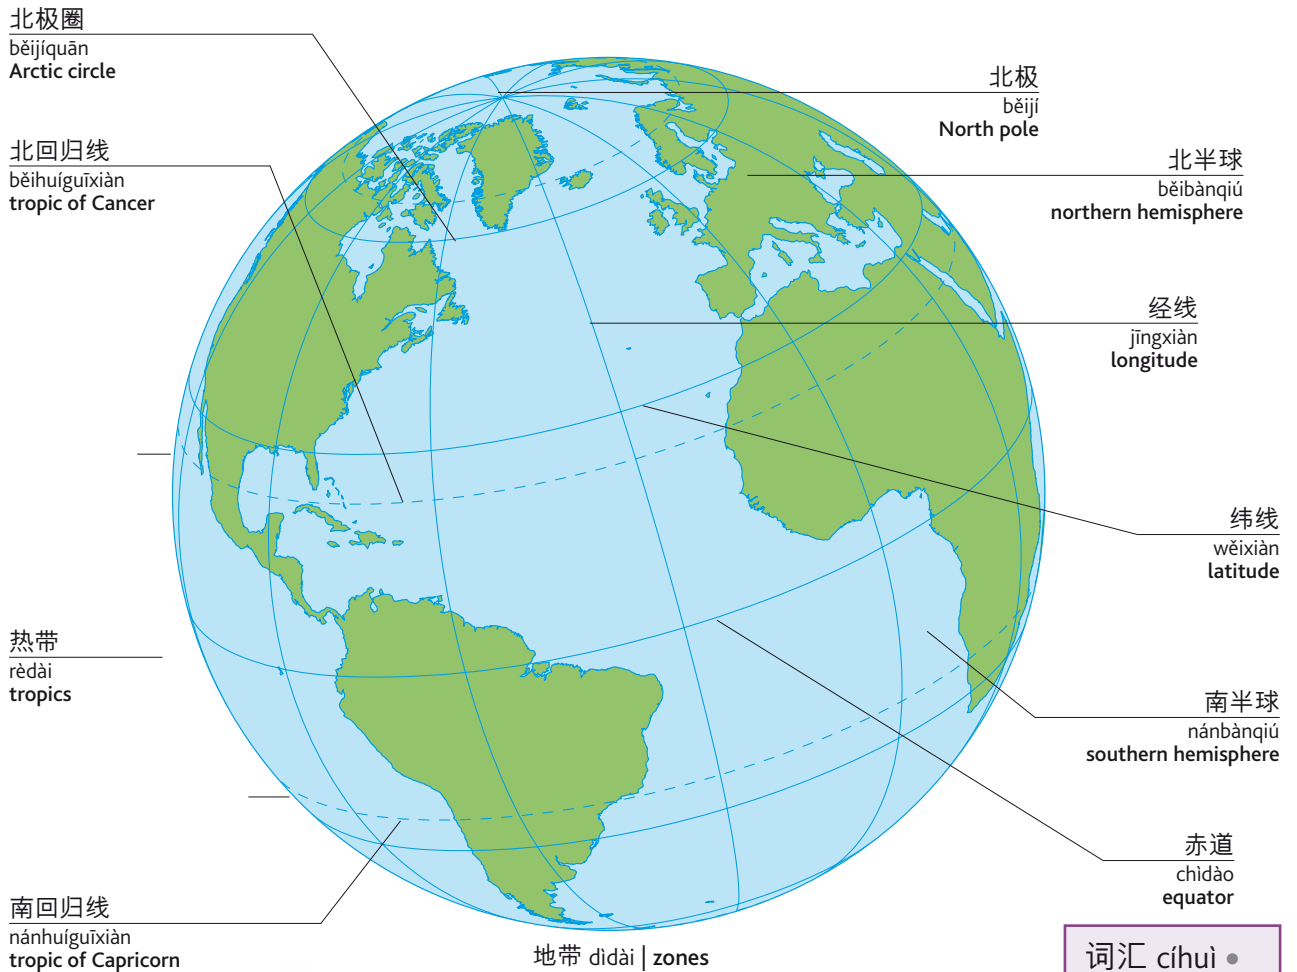 北极圈
běijíquān
Arctic circle
北回归线
běihuíguīxiàn
tropic of Cancer
热带
rèdài
tropics
南回归线
nánhuíguīxiàn
tropic of Capricorn
北极
běijí
North pole
北半球
běibànqiú
northern hemisphere
经线
jīngxiàn
longitude
纬线
wěixiàn
latitude
南半球
nánbànqiú
southern hemisphere
赤道
chìdào
equator
地带 dìdài | zones
词汇 cíhuì •